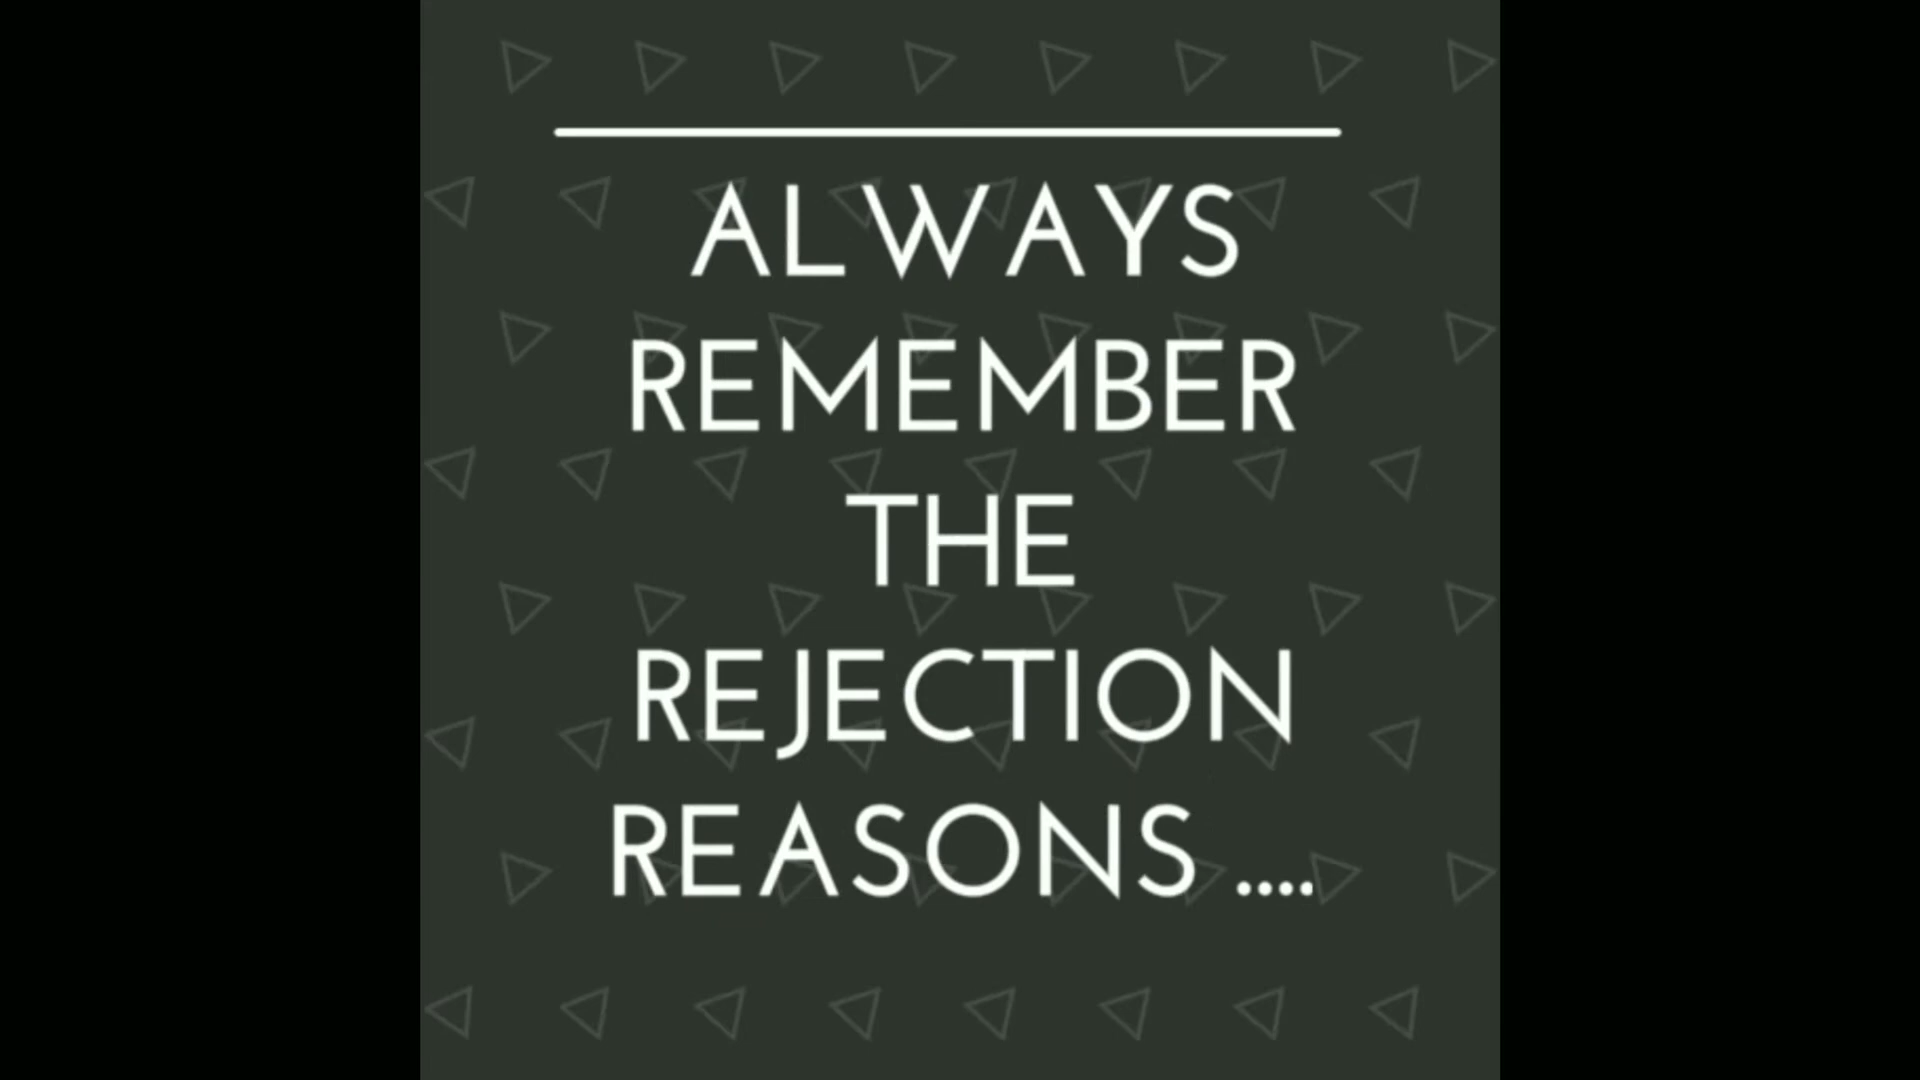 ALWAYS
REMEMBER
THE
REJECTION
REASONS ....